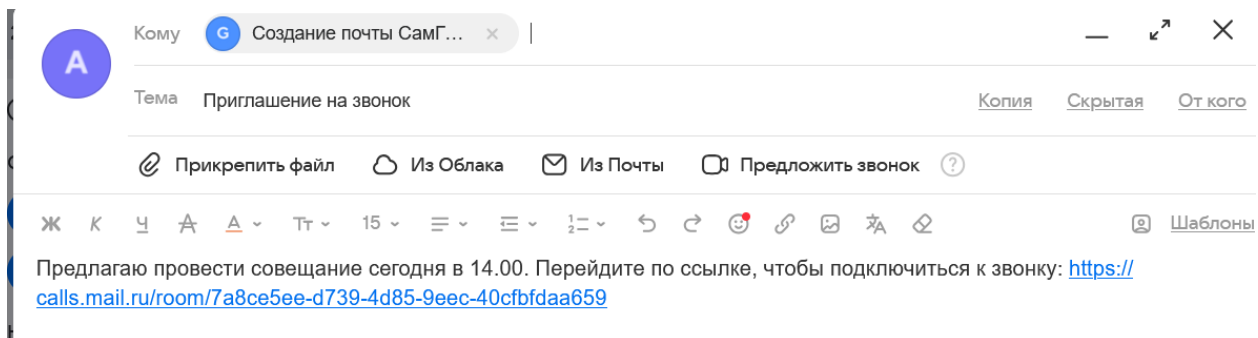 Кому G Создание почты СамГ... ×
А
Тема Приглашение на звонок Копия Скрытая От кого
Прикрепить файл Из Облака Из Почты Предложить звонок ?
Ж К Ч А А Тт 15 Шаблоны
Предлагаю провести совещание сегодня в 14.00. Перейдите по ссылке, чтобы подключиться к звонку: https://
calls.mail.ru/room/7a8ce5ee-d739-4d85-9eec-40cfbfdaa659